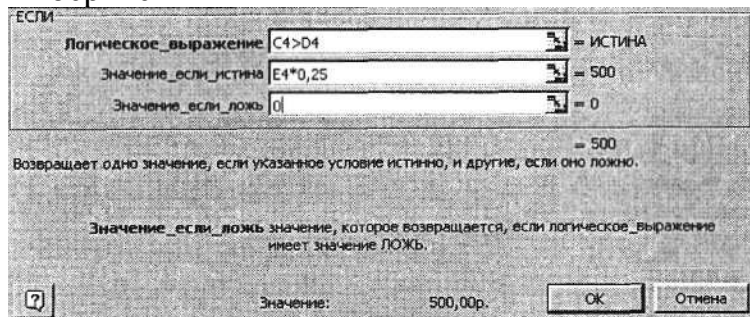 ЕСЛИ
Логическое_выражение C4>D4 = ИСТИНА
Значение_если_истина E4*0,25 = 500
Значение_если_ложь 0 = 0
= 500
Возвращает одно значение, если указанное условие истинно, и другие, если оно ложно.
Значение_если_ложь значение, которое возвращается, если логическое_выражение
имеет значение ЛОЖЬ.
? Значение: 500,00р. OK Отмена